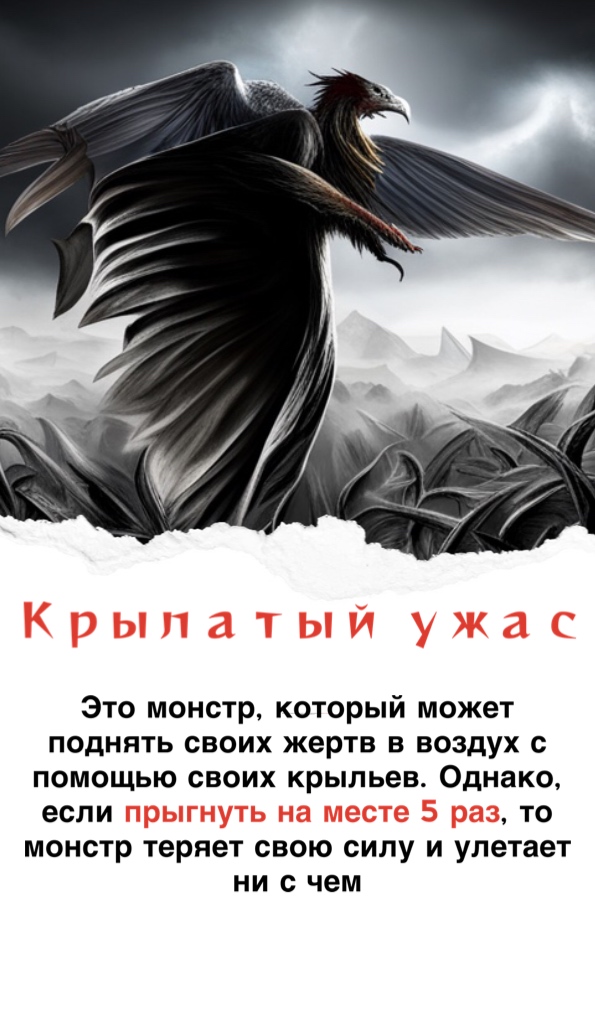 Крылатый ужас
Это монстр, который может
поднять своих жертв в воздух с
помощью своих крыльев. Однако,
если прыгнуть на месте 5 раз, то
монстр теряет свою силу и улетает
ни с чем